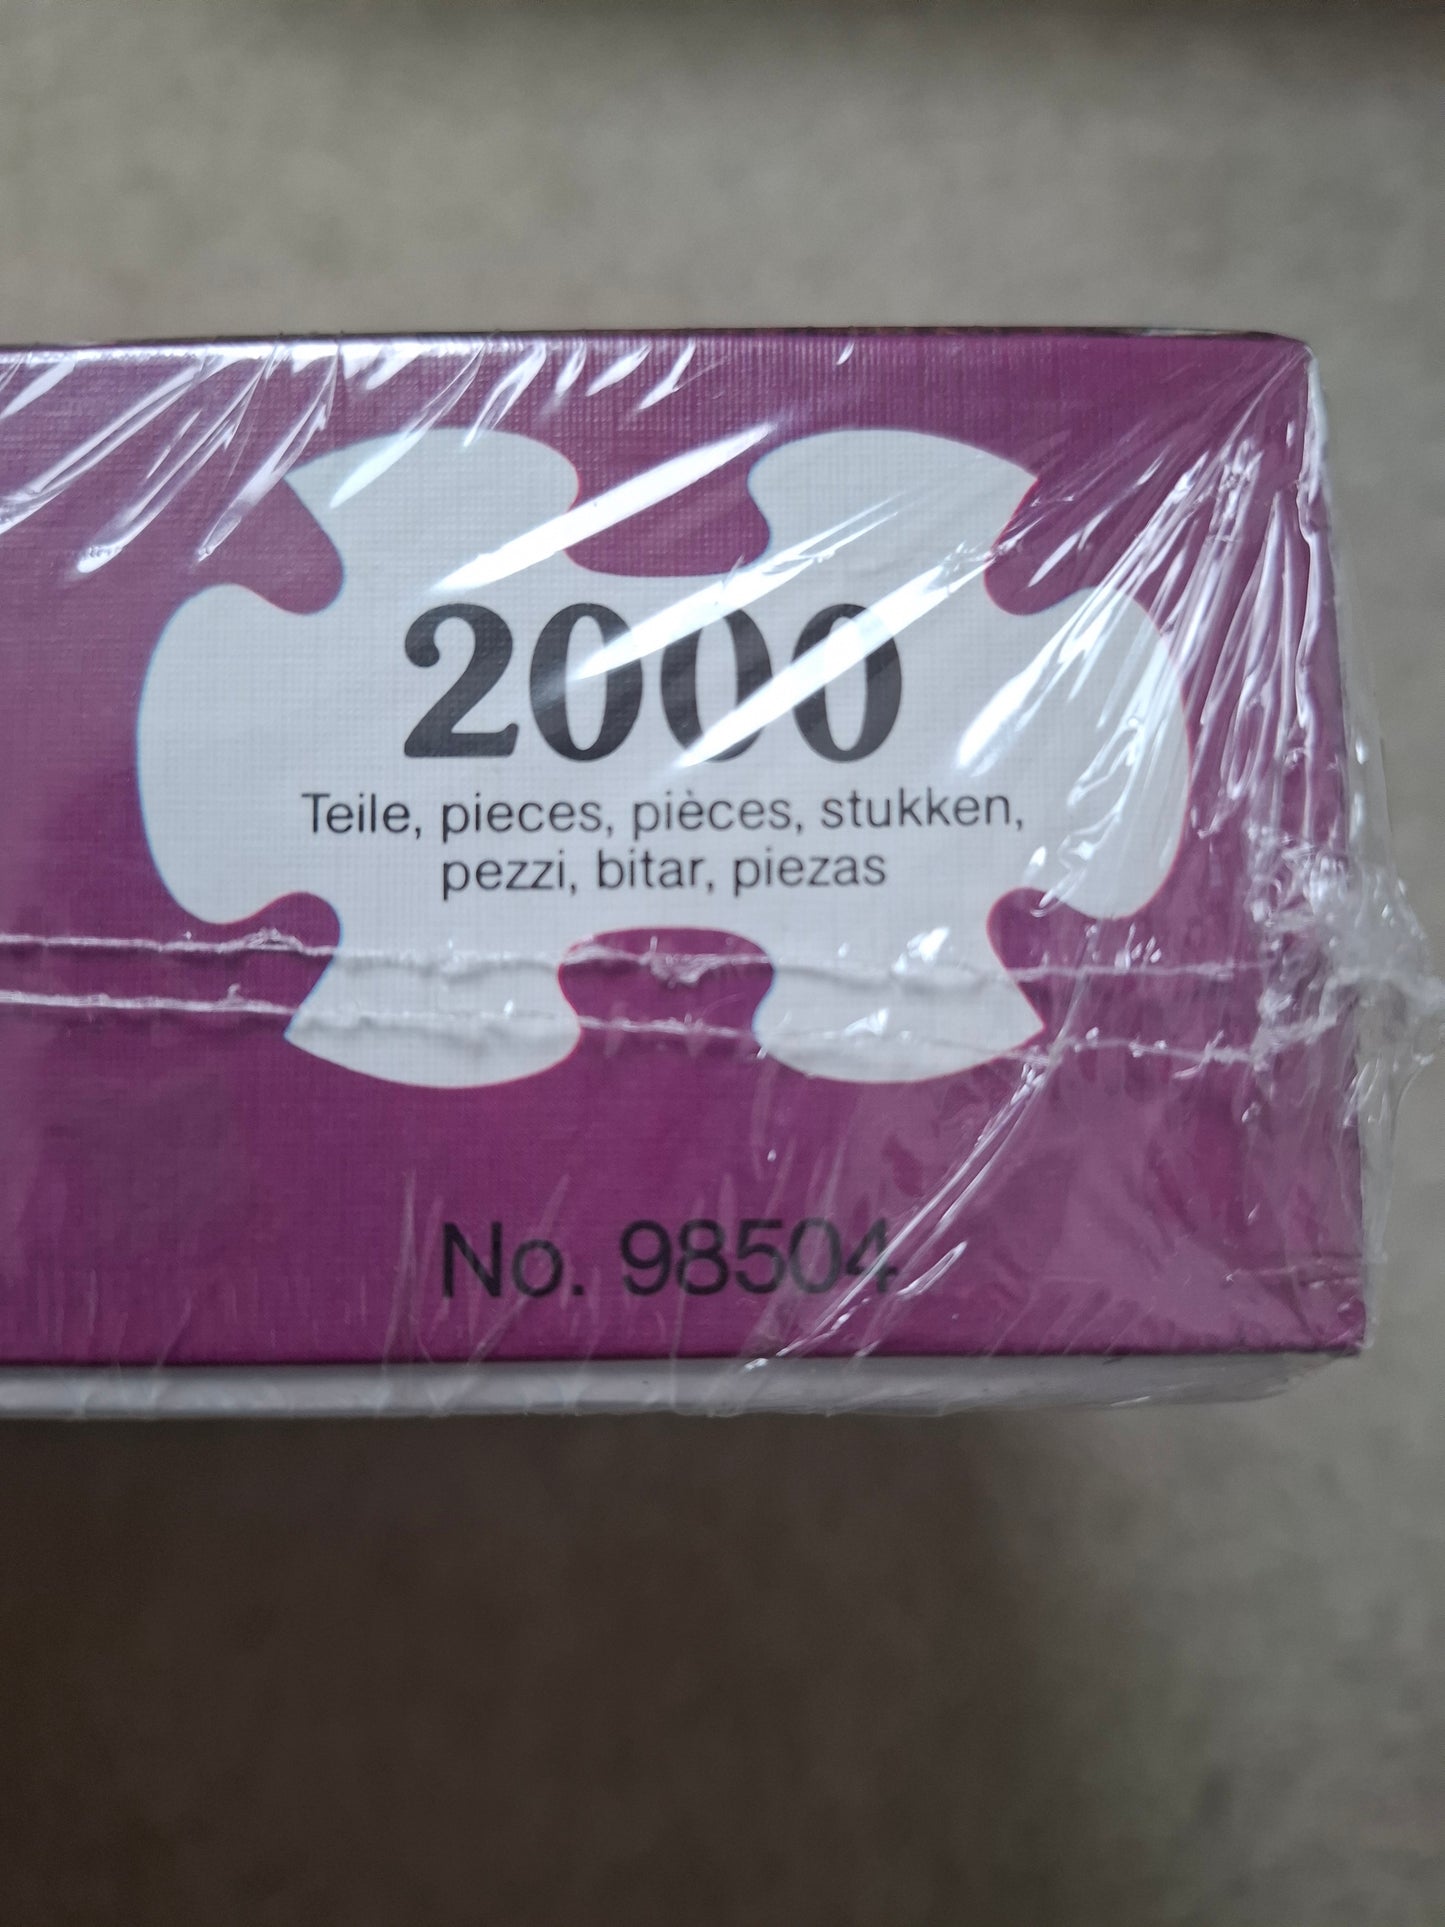 2000
Teile, pieces, pièces, stukken,
pezzi, bitar, piezas
No. 98504